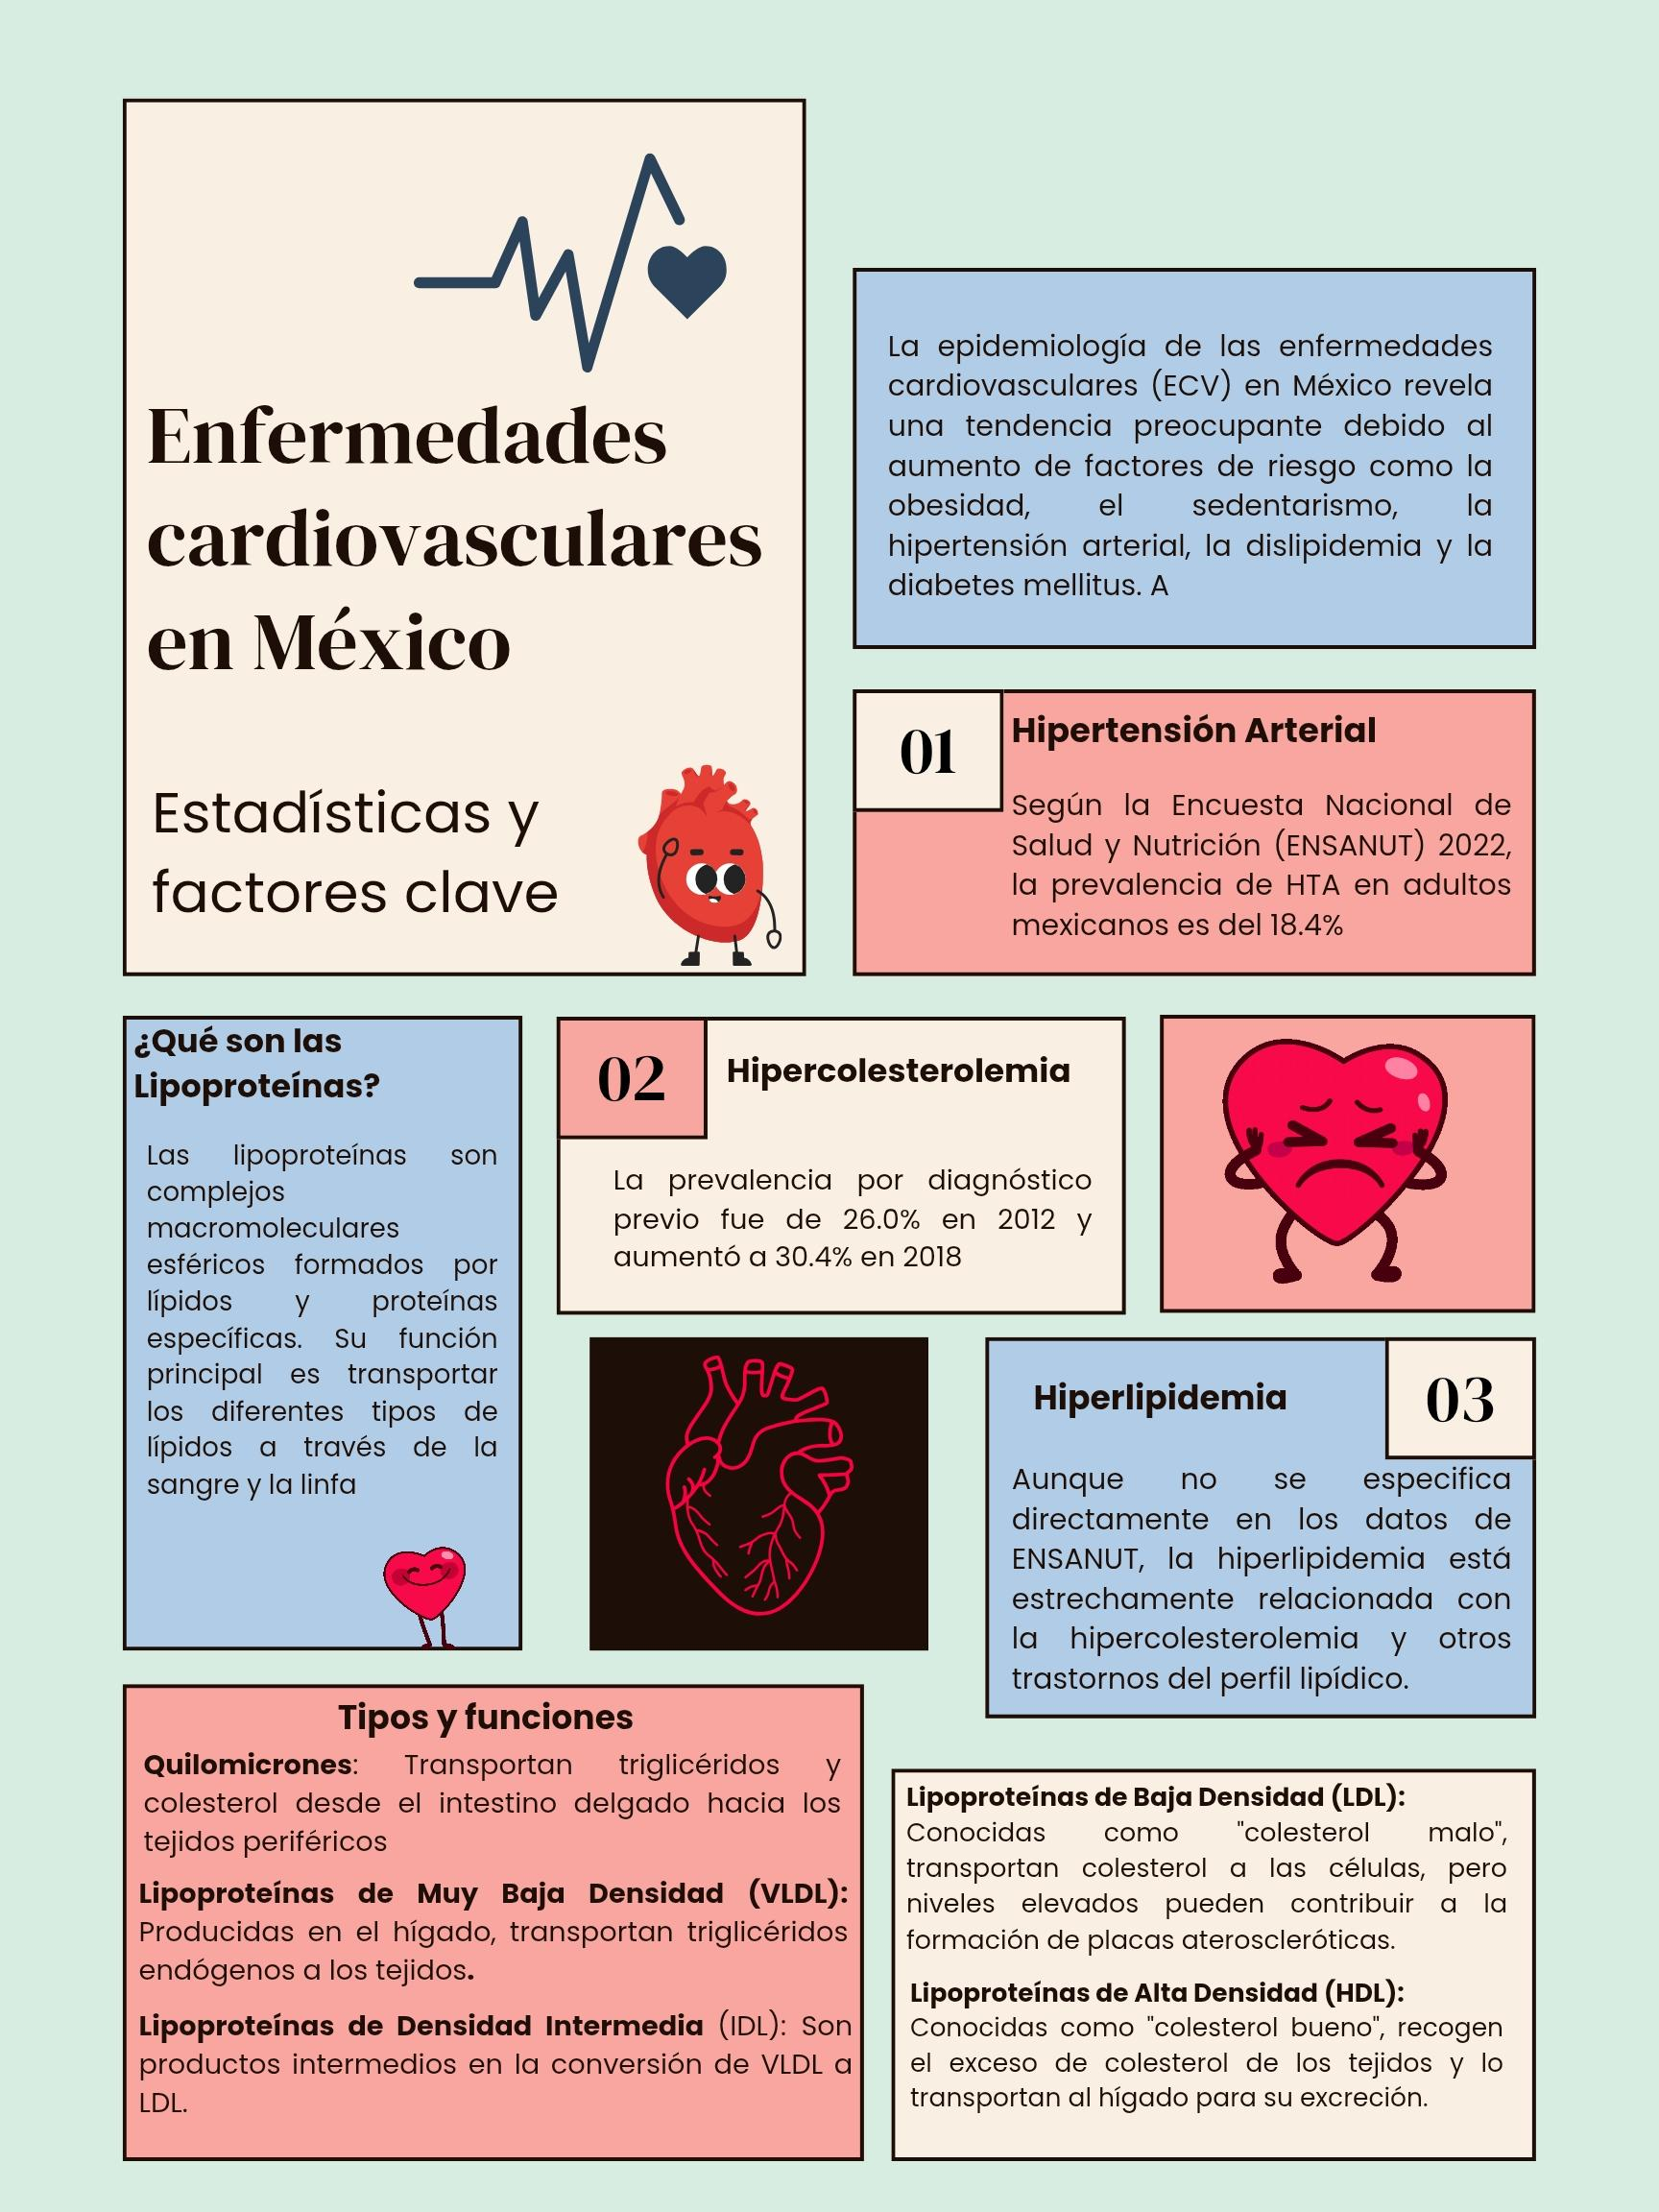 Enfermedades
cardiovasculares
en México
Estadísticas y
factores clave
La epidemiología de las enfermedades
cardiovasculares (ECV) en México revela
una tendencia preocupante debido al
aumento de factores de riesgo como la
obesidad, el sedentarismo, la
hipertensión arterial, la dislipidemia y la
diabetes mellitus. A
01
Hipertensión Arterial
Según la Encuesta Nacional de
Salud y Nutrición (ENSANUT) 2022,
la prevalencia de HTA en adultos
mexicanos es del 18.4%
¿Qué son las
Lipoproteínas?
Las lipoproteínas son
complejos
macromoleculares
esféricos formados por
lípidos y proteínas
específicas. Su función
principal es transportar
los diferentes tipos de
lípidos a través de la
sangre y la linfa
02
Hipercolesterolemia
La prevalencia por diagnóstico
previo fue de 26.0% en 2012 y
aumentó a 30.4% en 2018
Hiperlipidemia
03
Aunque no se especifica
directamente en los datos de
ENSANUT, la hiperlipidemia está
estrechamente relacionada con
la hipercolesterolemia y otros
trastornos del perfil lipídico.
Tipos y funciones
Quilomicrones: Transportan triglicéridos y
colesterol desde el intestino delgado hacia los
tejidos periféricos
Lipoproteínas de Muy Baja Densidad (VLDL):
Producidas en el hígado, transportan triglicéridos
endógenos a los tejidos.
Lipoproteínas de Densidad Intermedia (IDL): Son
productos intermedios en la conversión de VLDL a
LDL.
Lipoproteínas de Baja Densidad (LDL):
Conocidas como "colesterol malo",
transportan colesterol a las células, pero
niveles elevados pueden contribuir a la
formación de placas ateroscleróticas.
Lipoproteínas de Alta Densidad (HDL):
Conocidas como "colesterol bueno", recogen
el exceso de colesterol de los tejidos y lo
transportan al hígado para su excreción.